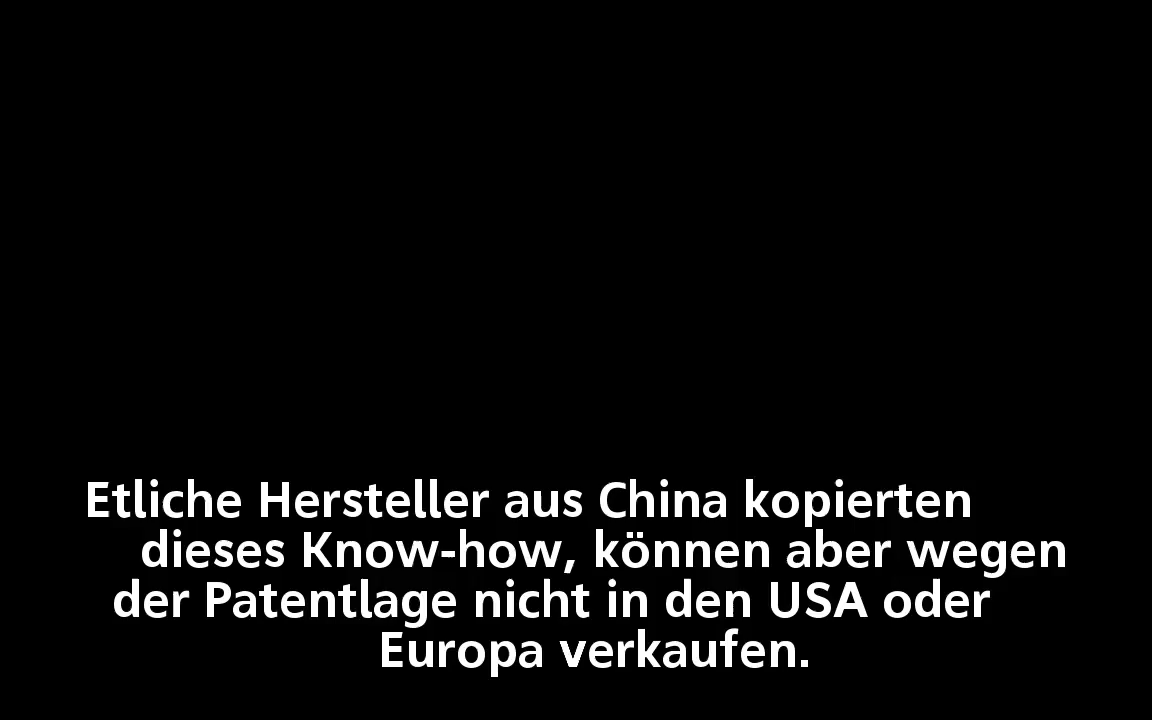 Etliche Hersteller aus China kopierten
dieses Know-how, können aber wegen
der Patentlage nicht in den USA oder
Europa verkaufen.